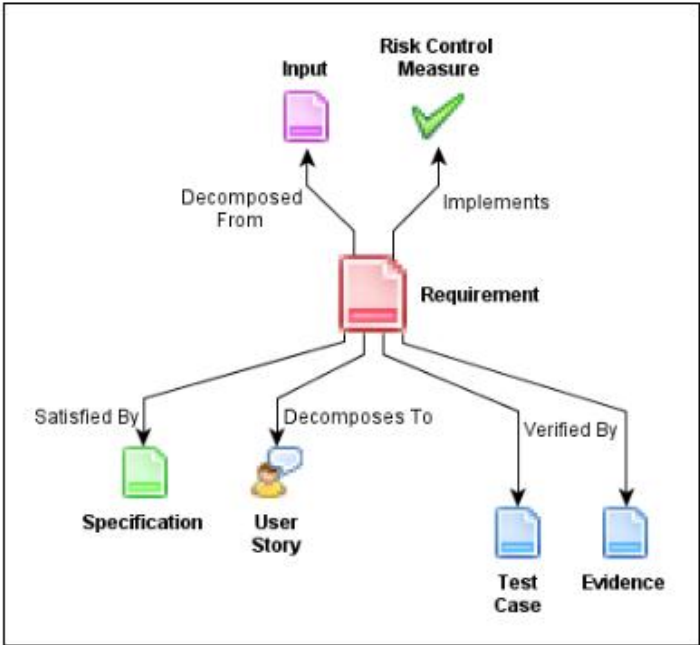 Input
Risk Control
Measure
Decomposed
From
Implements
Requirement
Satisfied By
Decomposes To
Verified By
Specification
User
Story
Test
Case
Evidence